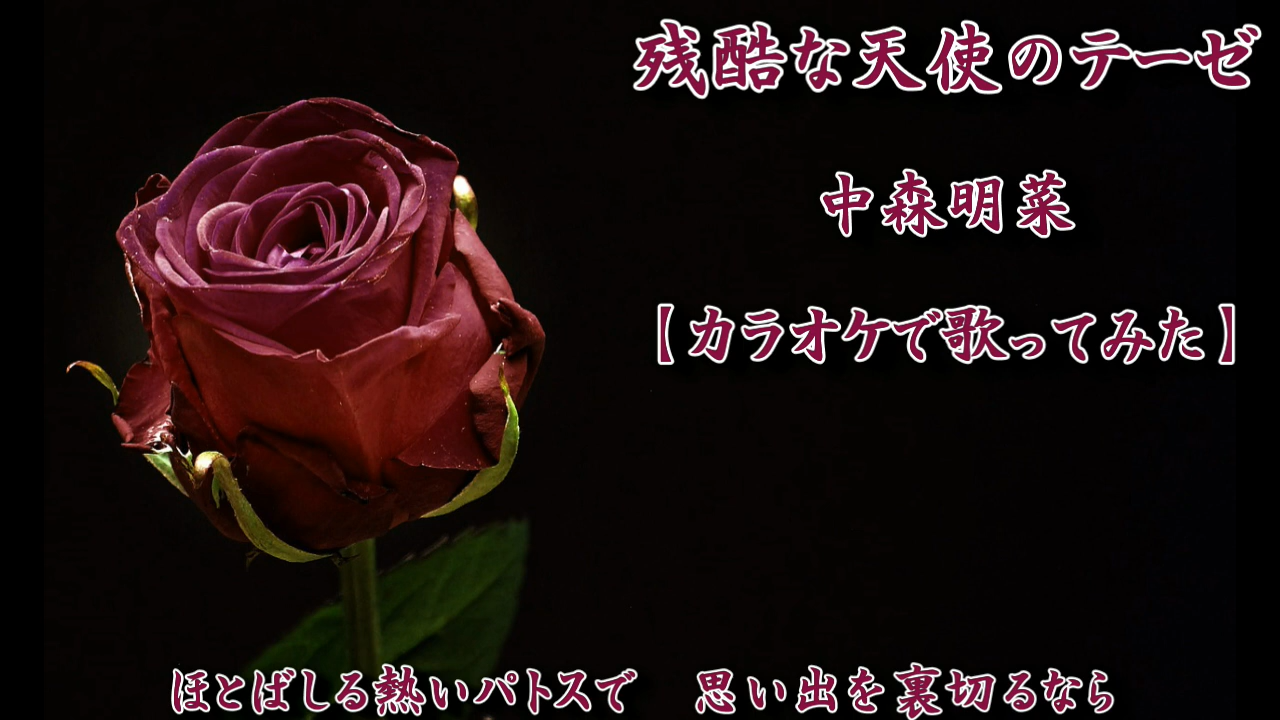 残酷な天使のテーゼ
中森明菜
【カラオケで歌ってみた】
ほとばしる熱いパトスで　思い出を裏切るなら